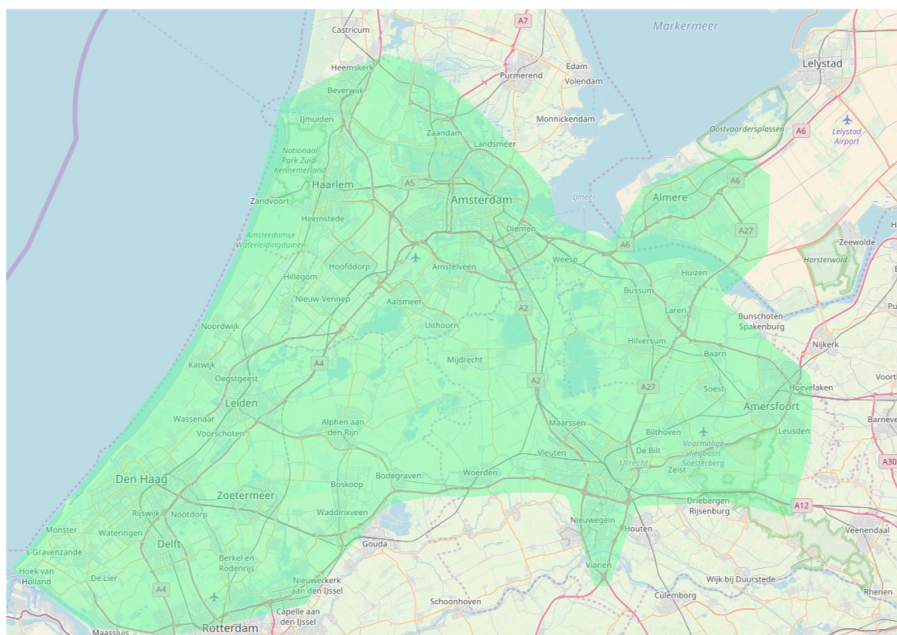 A7
Markermeer
Castricum
Heemskerk
Edam
Volendam
Purmerend
Lelystad
Beverwijk
IJmuiden
Monnickendam
Oostvaardersplassen
A6
Lelystad
Airport
Zaandam
Landsmeer
Nationaal
Park Zuid-
Kennemerland
Haarlem
A5
A6
Zandvoort
Amsterdam
IJmeer
Almere
Heemstede
Diemen
A27
Amsterdamse
Waterleidingduinen
A6
Zeewolde
Weesp
Horsterwold
Hoofddorp
Amstelveen
Huizen
Hillegom
Bussum
Nieuw-Vennep
Aalsmeer
A2
Laren
Bunschoten-
Spakenburg
Noordwijk
Uithoorn
Hilversum
Nijkerk
Baarn
Katwijk
A4
Mijdrecht
Oegstgeest
A2
A27
Soest
Hoevelaken
Voort
Leiden
Amersfoort
Wassenaar
Alphen aan
den Rijn
Maarssen
Barneve
Voorschoten
Bilthoven
Voormalige
vliegbasis
Soesterberg
Leusden
Vleuten
De Bilt
A30
Utrecht
Zeist
Den Haag
Bodegraven
Woerden
Boskoop
Zoetermeer
Driebergen-
Rijsenburg
A12
Waddinxveen
Rijswijk
Nootdorp
Nieuwegein
Monster
Wateringen
Houten
Veenendaal
Delft
Gouda
's-Gravenzande
Berkel en
Rodenrijs
Vianen
Hoek van
Holland
De Lier
Nieuwerkerk
aan den IJssel
Wijk bij Duurstede
A4
Rhenen
Schoonhoven
Culemborg
Capelle aan
den IJssel
Maassluis
Rotterdam